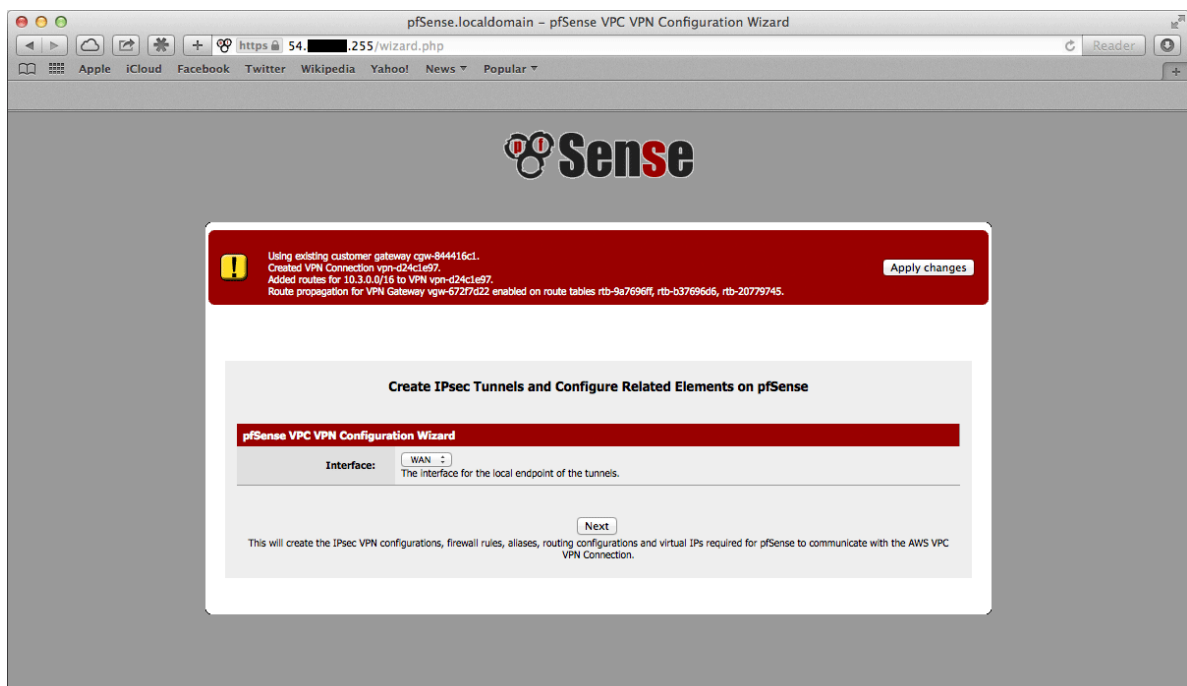 pfSense.localdomain – pfSense VPC VPN Configuration Wizard
https 54. .255/wizard.php
Reader
Apple iCloud Facebook Twitter Wikipedia Yahoo! News Popular
pfSense
Using existing customer gateway cgw-844416c1.
Created VPN Connection vpn-d24c1e97.
Added routes for 10.3.0.0/16 to VPN vpn-d24c1e97.
Route propagation for VPN Gateway vgw-672f7d22 enabled on route tables rtb-9a7696ff, rtb-b37696d6, rtb-20779745.
Apply changes
Create IPsec Tunnels and Configure Related Elements on pfSense
pfSense VPC VPN Configuration Wizard
Interface: WAN
The interface for the local endpoint of the tunnels.
Next
This will create the IPsec VPN configurations, firewall rules, aliases, routing configurations and virtual IPs required for pfSense to communicate with the AWS VPC
VPN Connection.